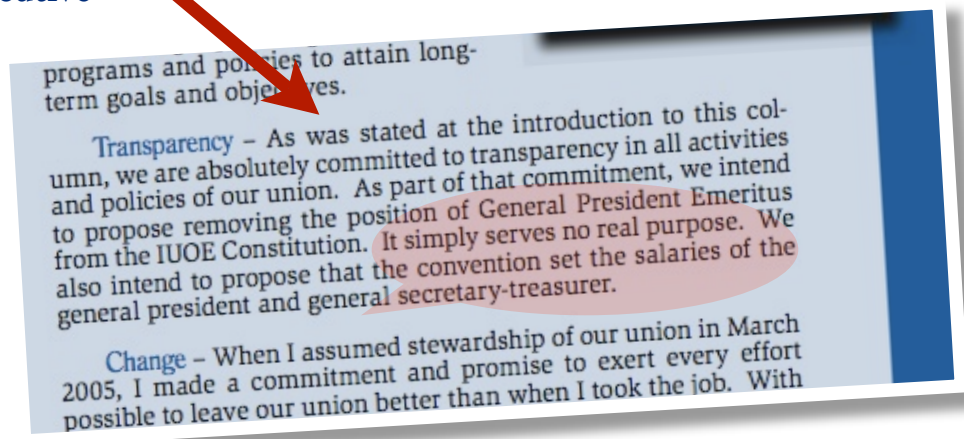 programs and policies to attain long-
term goals and objectives.
Transparency – As was stated at the introduction to this col-
umn, we are absolutely committed to transparency in all activities
and policies of our union. As part of that commitment, we intend
to propose removing the position of General President Emeritus
from the IUOE Constitution. It simply serves no real purpose. We
also intend to propose that the convention set the salaries of the
general president and general secretary-treasurer.
Change – When I assumed stewardship of our union in March
2005, I made a commitment and promise to exert every effort
possible to leave our union better than when I took the job. With